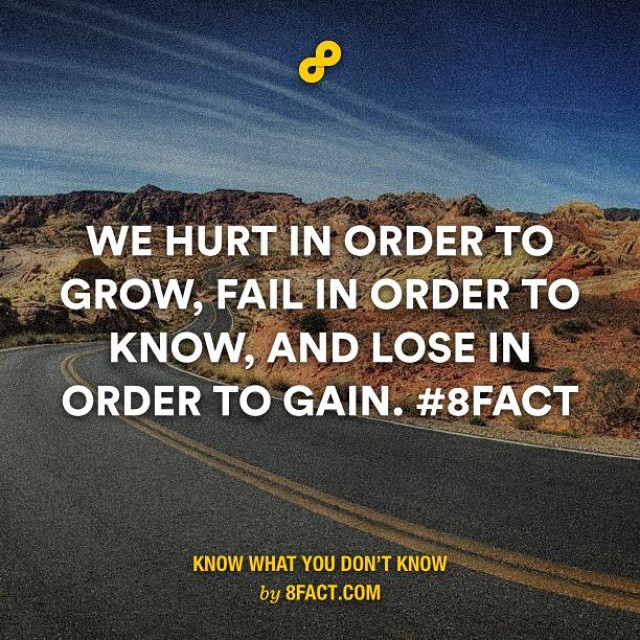 WE HURT IN ORDER TO
GROW, FAIL IN ORDER TO
KNOW, AND LOSE IN
ORDER TO GAIN. #8FACT
KNOW WHAT YOU DON'T KNOW
by 8FACT.COM